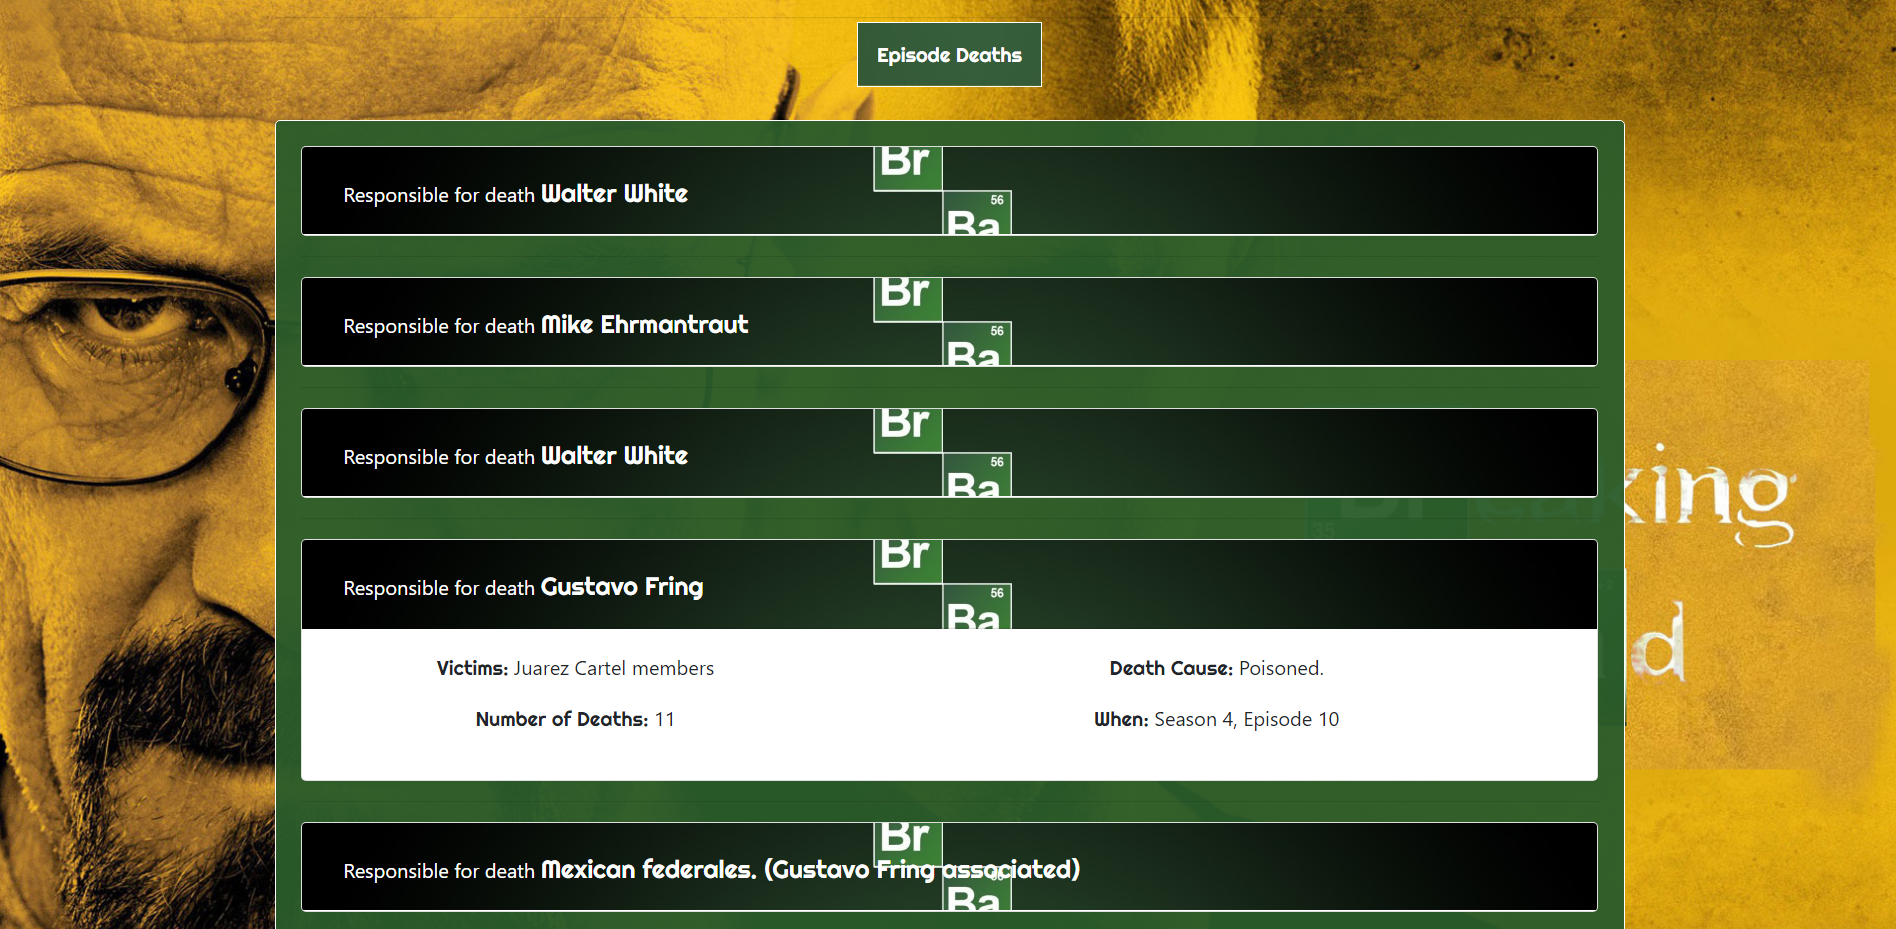 Episode Deaths
Responsible for death Walter White
Br
56
Ba
Responsible for death Mike Ehrmantraut
Br
56
Ba
Responsible for death Walter White
Br
56
Ba
Breaking
35
Responsible for death Gustavo Fring
Br
56
Ba
d
Victims: Juarez Cartel members
Death Cause: Poisoned.
Number of Deaths: 11
When: Season 4, Episode 10
Responsible for death Mexican federales. (Gustavo Fring associated)
Br
56
Ba